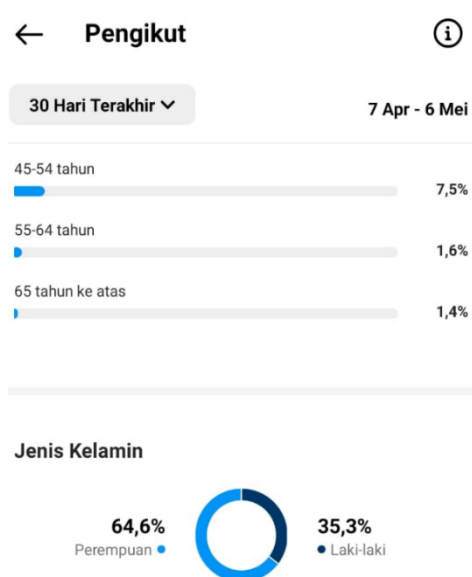 Pengikut
30 Hari Terakhir
7 Apr - 6 Mei
45-54 tahun
7,5%
55-64 tahun
1,6%
65 tahun ke atas
1,4%
Jenis Kelamin
64,6%
Perempuan
35,3%
Laki-laki